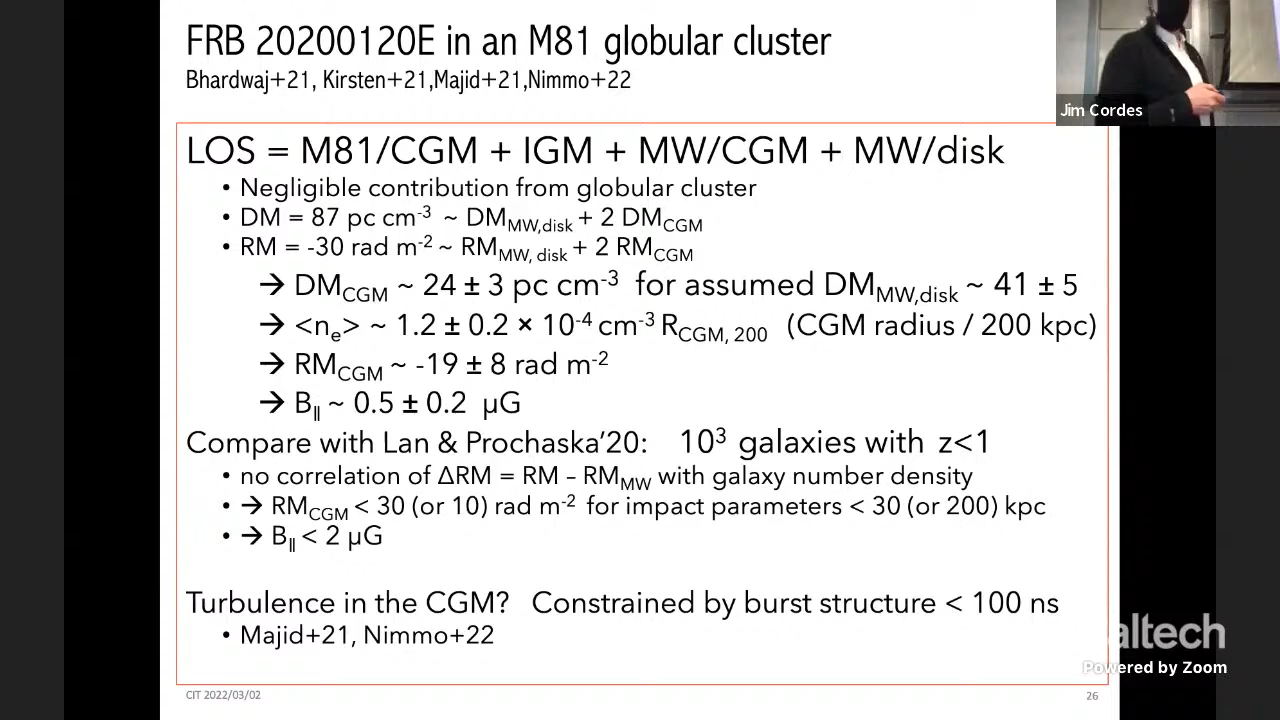 FRB 20200120E in an M81 globular cluster
Bhardwaj+21, Kirsten+21,Majid+21,Nimmo+22
Jim Cordes
LOS = M81/CGM + IGM + MW/CGM + MW/disk
• Negligible contribution from globular cluster
• DM = 87 pc cm⁻³ ~ DM_MW,disk + 2 DM_CGM
• RM = -30 rad m⁻² ~ RM_MW, disk + 2 RM_CGM
→ DM_CGM ~ 24 ± 3 pc cm⁻³ for assumed DM_MW,disk ~ 41 ± 5
→ <n_e> ~ 1.2 ± 0.2 × 10⁻⁴ cm⁻³ R_CGM, 200 (CGM radius / 200 kpc)
→ RM_CGM ~ -19 ± 8 rad m⁻²
→ B_∥ ~ 0.5 ± 0.2 µG
Compare with Lan & Prochaska'20: 10³ galaxies with z<1
• no correlation of ΔRM = RM – RM_MW with galaxy number density
• → RM_CGM < 30 (or 10) rad m⁻² for impact parameters < 30 (or 200) kpc
• → B_∥ < 2 µG
Turbulence in the CGM? Constrained by burst structure < 100 ns
• Majid+21, Nimmo+22
altech
Powered by Zoom
CIT 2022/03/02
26